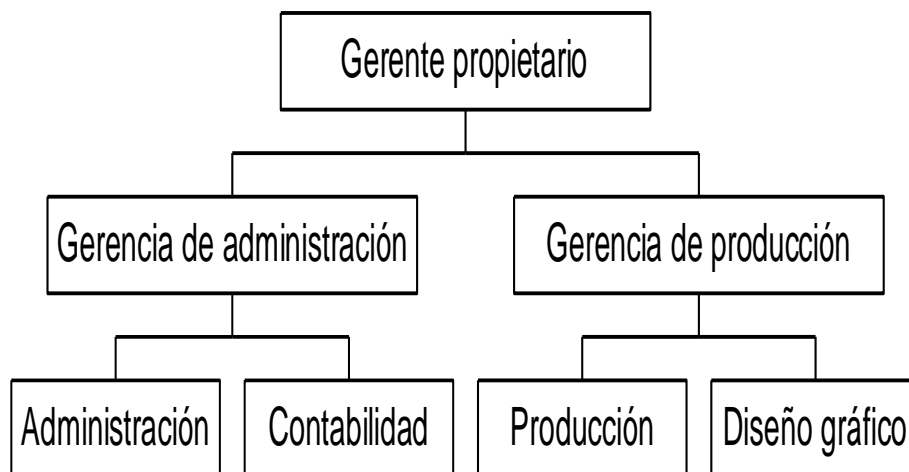 Gerente propietario
Gerencia de administración
Gerencia de producción
Administración
Contabilidad
Producción
Diseño gráfico